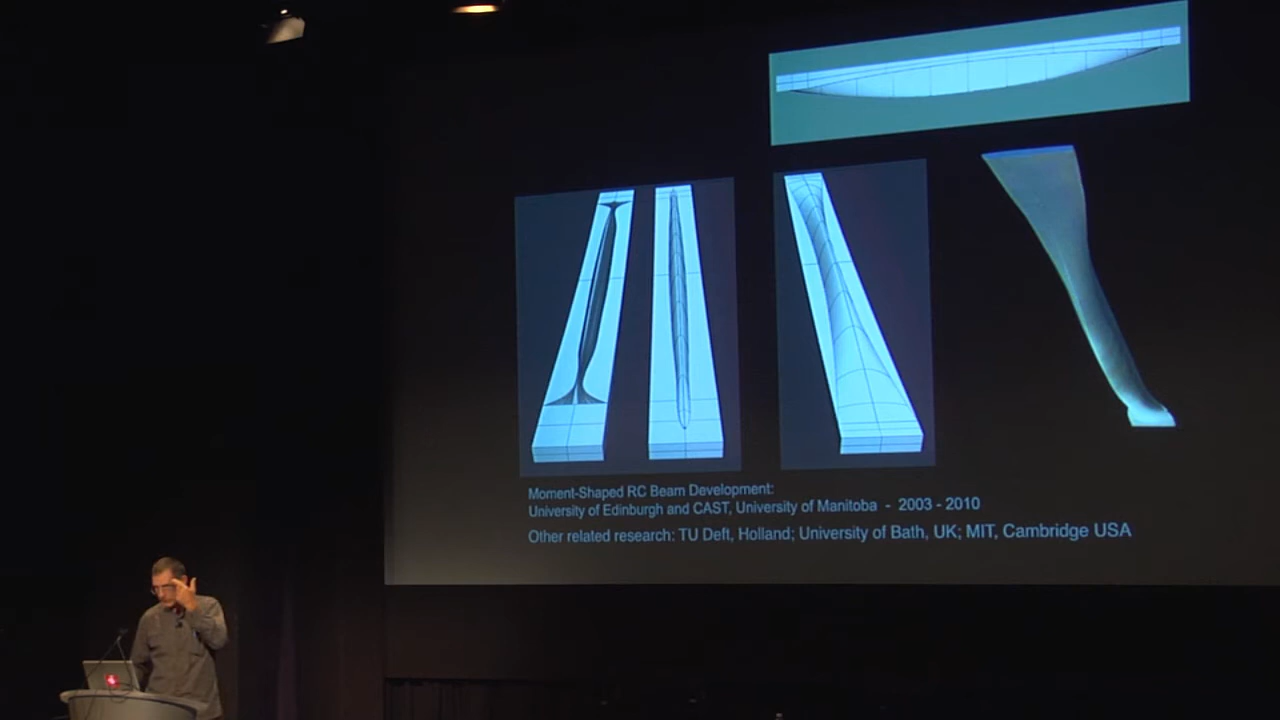 Moment-Shaped RC Beam Development:
University of Edinburgh and CAST, University of Manitoba - 2003 - 2010
Other related research: TU Deft, Holland; University of Bath, UK; MIT, Cambridge USA